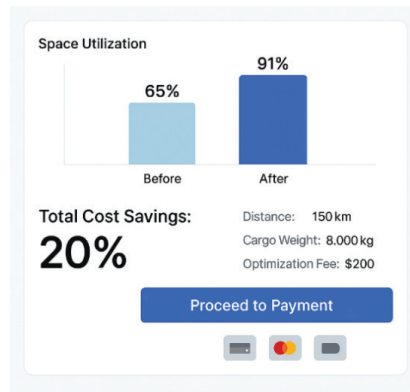 Space Utilization
91%
65%
Before After
Total Cost Savings:
20%
Distance: 150 km
Cargo Weight: 8.000 kg
Optimization Fee: $200
Proceed to Payment